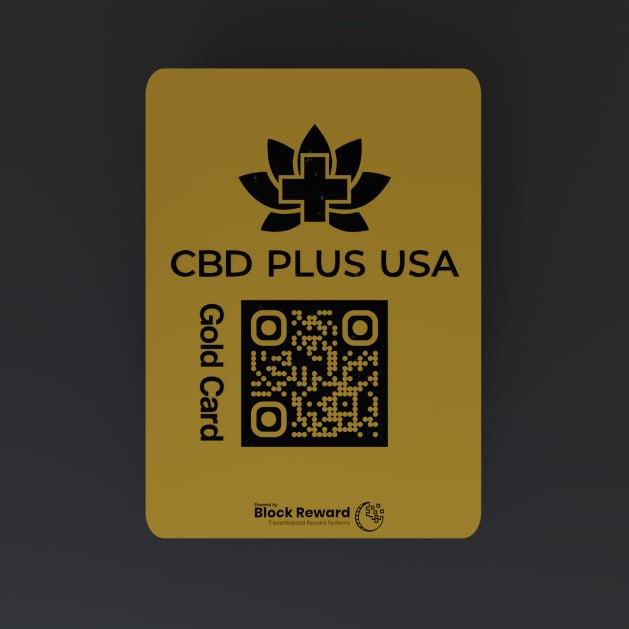 CBD PLUS USA
Gold Card
Powered by
Block Reward
Decentralized Reward Systems